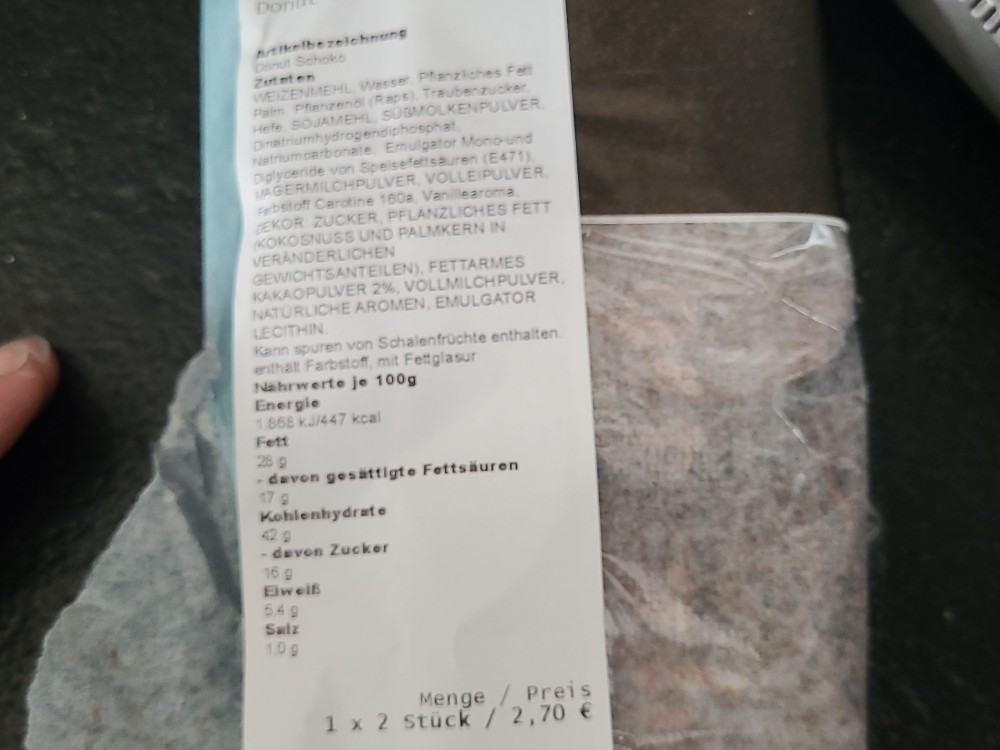 Donut
Artikelbezeichnung
Donut Schoko
Zutaten
WEIZENMEHL, Wasser, Pflanzliches Fett
Palm, Pflanzenöl (Raps), Traubenzucker,
Hefe, SOJAMEHL, SÜßMOLKENPULVER,
Dinatriumhydrogendiphosphat,
Natriumcarbonate, Emulgator Mono-und
Diglyceride von Speisefettsäuren (E471),
MAGERMILCHPULVER, VOLLEIPULVER,
Farbstoff Carotine 160a, Vanillearoma,
DEKOR: ZUCKER, PFLANZLICHES FETT
(KOKOSNUSS UND PALMKERN IN
VERÄNDERLICHEN
GEWICHTSANTEILEN), FETTARMES
KAKAOPULVER 2%, VOLLMILCHPULVER,
NATÜRLICHE AROMEN, EMULGATOR
LECITHIN.
Kann spuren von Schalenfrüchte enthalten.
enthält Farbstoff, mit Fettglasur
Nährwerte je 100g
Energie
1.868 kJ/447 kcal
Fett
28 g
- davon gesättigte Fettsäuren
17 g
Kohlenhydrate
42 g
- davon Zucker
16 g
Eiweiß
5,4 g
Salz
1,0 g
Menge / Preis
1 x 2 Stück / 2,70 €